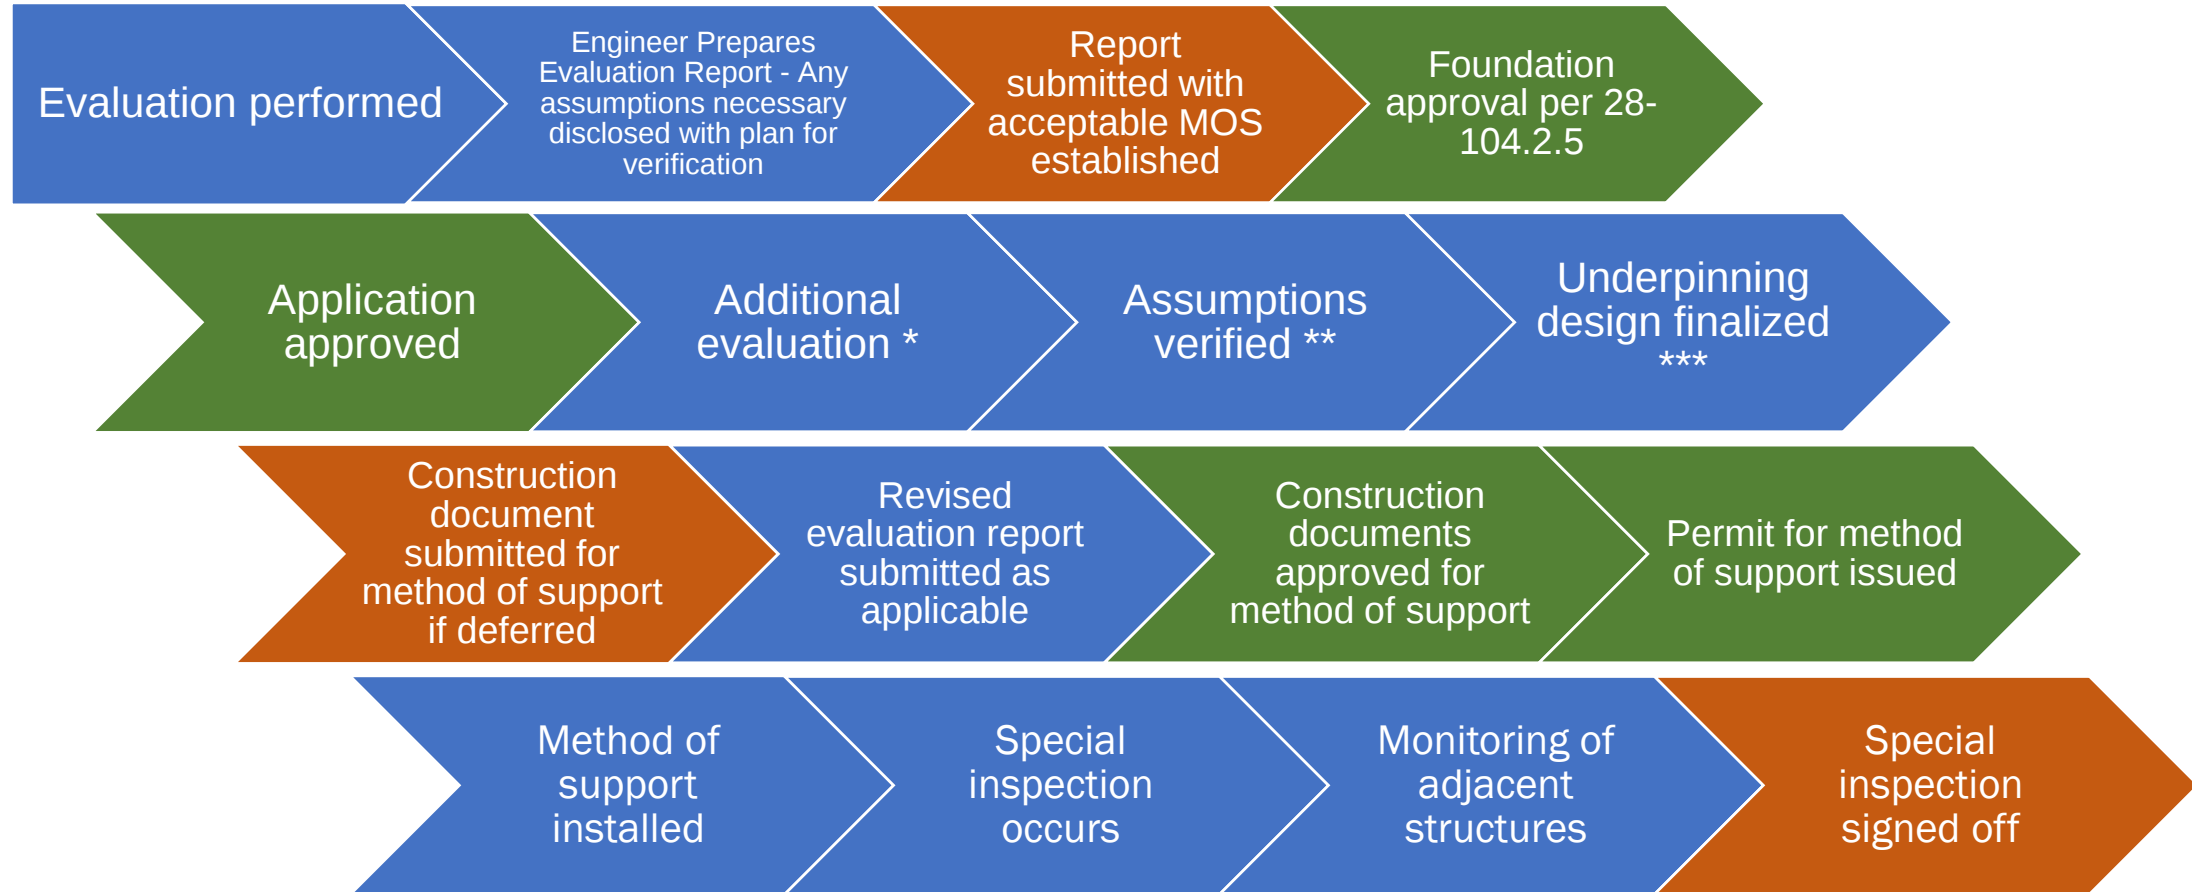 Evaluation performed
Engineer Prepares
Evaluation Report - Any
assumptions necessary
disclosed with plan for
verification
Report
submitted with
acceptable MOS
established
Foundation
approval per 28-
104.2.5
Application
approved
Additional
evaluation *
Assumptions
verified **
Underpinning
design finalized
***
Construction
document
submitted for
method of support
if deferred
Revised
evaluation report
submitted as
applicable
Construction
documents
approved for
method of support
Permit for method
of support issued
Method of
support
installed
Special
inspection
occurs
Monitoring of
adjacent
structures
Special
inspection
signed off